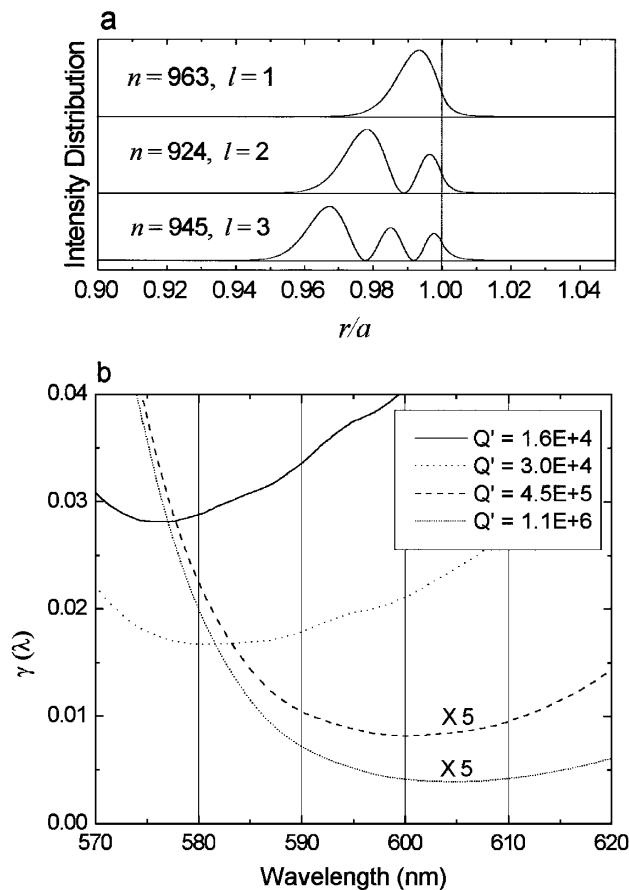 a
Intensity Distribution
n = 963, l = 1
n = 924, l = 2
n = 945, l = 3
0.90 0.92 0.94 0.96 0.98 1.00 1.02 1.04
r/a
b
γ (λ)
0.04
0.03
0.02
0.01
0.00
Q' = 1.6E+4
Q' = 3.0E+4
Q' = 4.5E+5
Q' = 1.1E+6
X 5
X 5
570 580 590 600 610 620
Wavelength (nm)